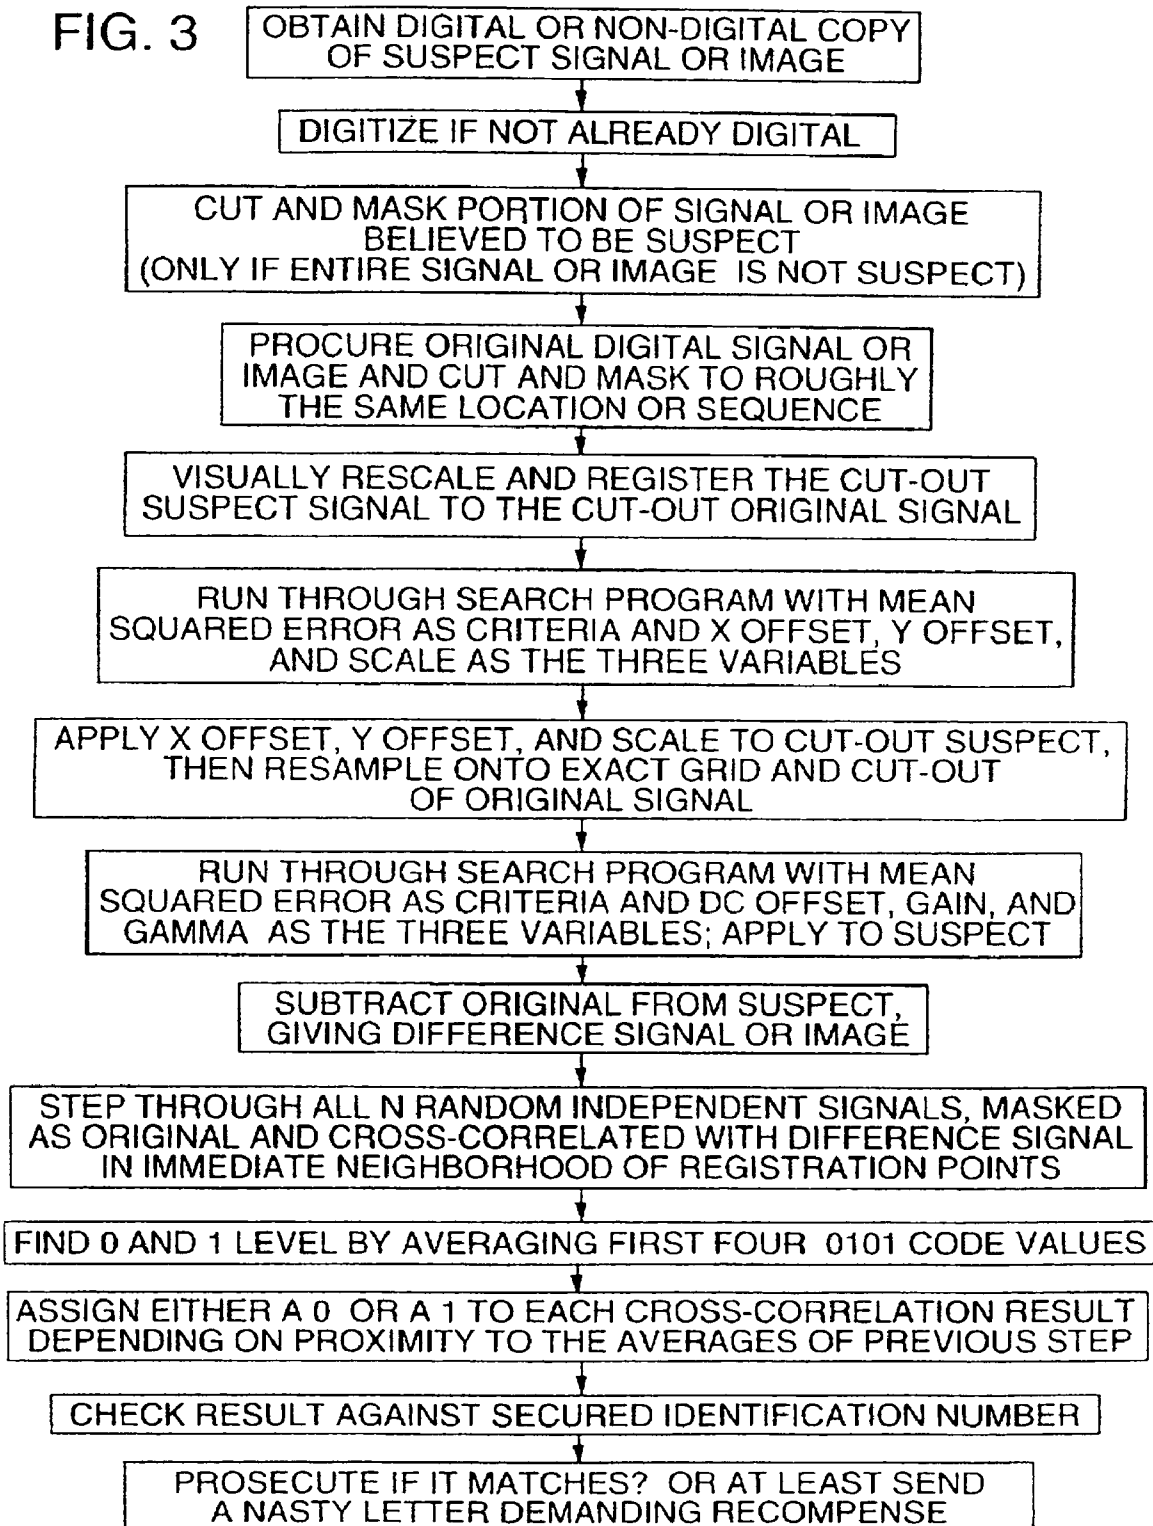 FIG. 3
OBTAIN DIGITAL OR NON-DIGITAL COPY
OF SUSPECT SIGNAL OR IMAGE
DIGITIZE IF NOT ALREADY DIGITAL
CUT AND MASK PORTION OF SIGNAL OR IMAGE
BELIEVED TO BE SUSPECT
(ONLY IF ENTIRE SIGNAL OR IMAGE IS NOT SUSPECT)
PROCURE ORIGINAL DIGITAL SIGNAL OR
IMAGE AND CUT AND MASK TO ROUGHLY
THE SAME LOCATION OR SEQUENCE
VISUALLY RESCALE AND REGISTER THE CUT-OUT
SUSPECT SIGNAL TO THE CUT-OUT ORIGINAL SIGNAL
RUN THROUGH SEARCH PROGRAM WITH MEAN
SQUARED ERROR AS CRITERIA AND X OFFSET, Y OFFSET,
AND SCALE AS THE THREE VARIABLES
APPLY X OFFSET, Y OFFSET, AND SCALE TO CUT-OUT SUSPECT,
THEN RESAMPLE ONTO EXACT GRID AND CUT-OUT
OF ORIGINAL SIGNAL
RUN THROUGH SEARCH PROGRAM WITH MEAN
SQUARED ERROR AS CRITERIA AND DC OFFSET, GAIN, AND
GAMMA AS THE THREE VARIABLES; APPLY TO SUSPECT
SUBTRACT ORIGINAL FROM SUSPECT,
GIVING DIFFERENCE SIGNAL OR IMAGE
STEP THROUGH ALL N RANDOM INDEPENDENT SIGNALS, MASKED
AS ORIGINAL AND CROSS-CORRELATED WITH DIFFERENCE SIGNAL
IN IMMEDIATE NEIGHBORHOOD OF REGISTRATION POINTS
FIND 0 AND 1 LEVEL BY AVERAGING FIRST FOUR 0101 CODE VALUES
ASSIGN EITHER A 0 OR A 1 TO EACH CROSS-CORRELATION RESULT
DEPENDING ON PROXIMITY TO THE AVERAGES OF PREVIOUS STEP
CHECK RESULT AGAINST SECURED IDENTIFICATION NUMBER
PROSECUTE IF IT MATCHES? OR AT LEAST SEND
A NASTY LETTER DEMANDING RECOMPENSE